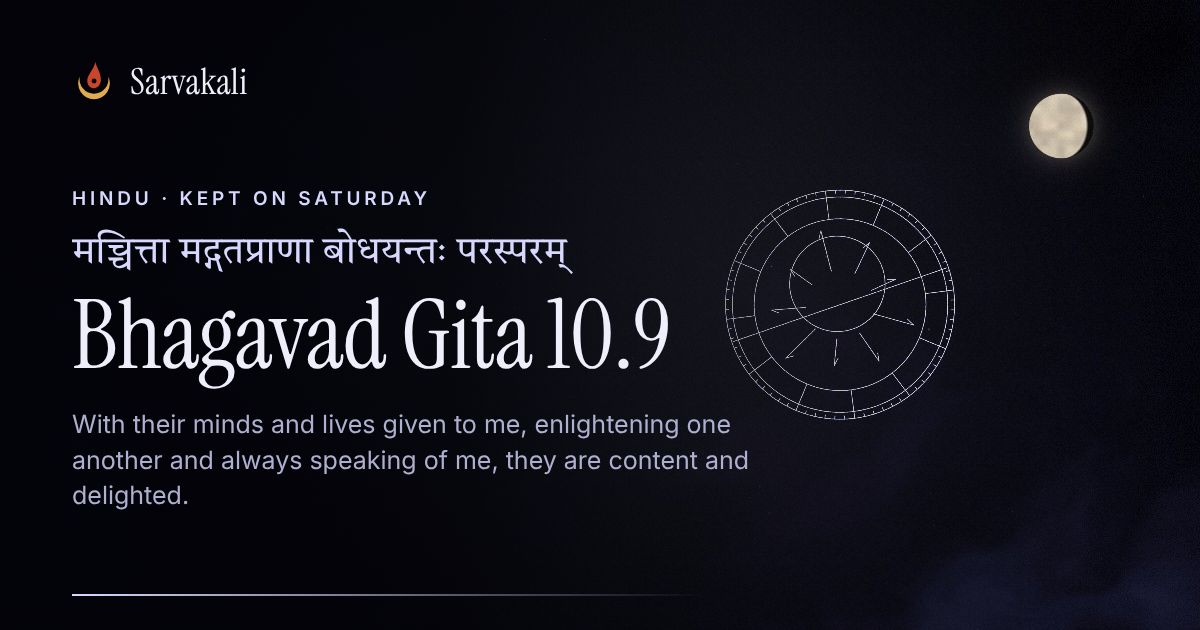 Sarvakali
HINDU · KEPT ON SATURDAY
मच्चित्ता मद्गतप्राणा बोधयन्तः परस्परम्
Bhagavad Gita 10.9
With their minds and lives given to me, enlightening one
another and always speaking of me, they are content and
delighted.